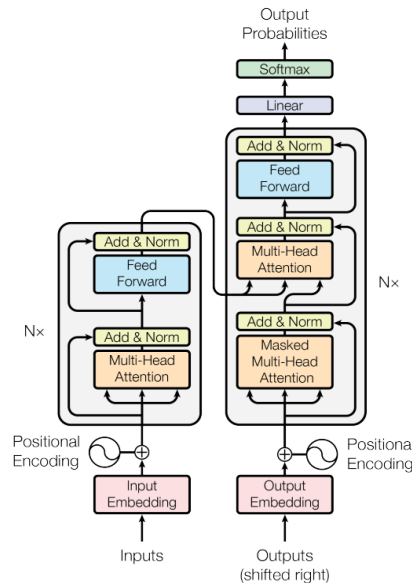 Output
Probabilities
Softmax
Linear
Add & Norm
Feed
Forward
Add & Norm
Multi-Head
Attention
Nx
Add & Norm
Masked
Multi-Head
Attention
Add & Norm
Feed
Forward
Nx
Add & Norm
Multi-Head
Attention
Positional
Encoding
Positiona
Encoding
Input
Embedding
Output
Embedding
Inputs
Outputs
(shifted right)